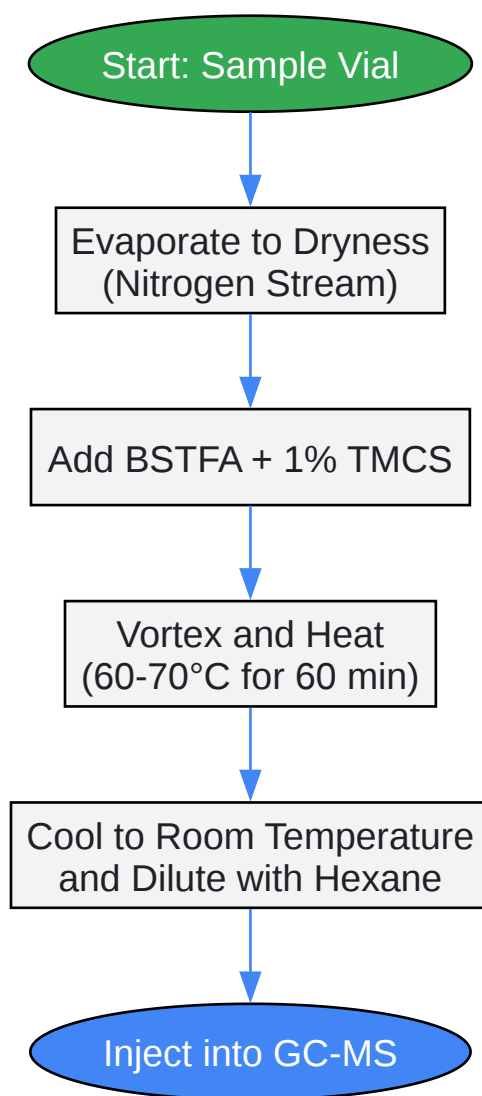 Start: Sample Vial
Evaporate to Dryness
(Nitrogen Stream)
Add BSTFA + 1% TMCS
Vortex and Heat
(60-70°C for 60 min)
Cool to Room Temperature
and Dilute with Hexane
Inject into GC-MS